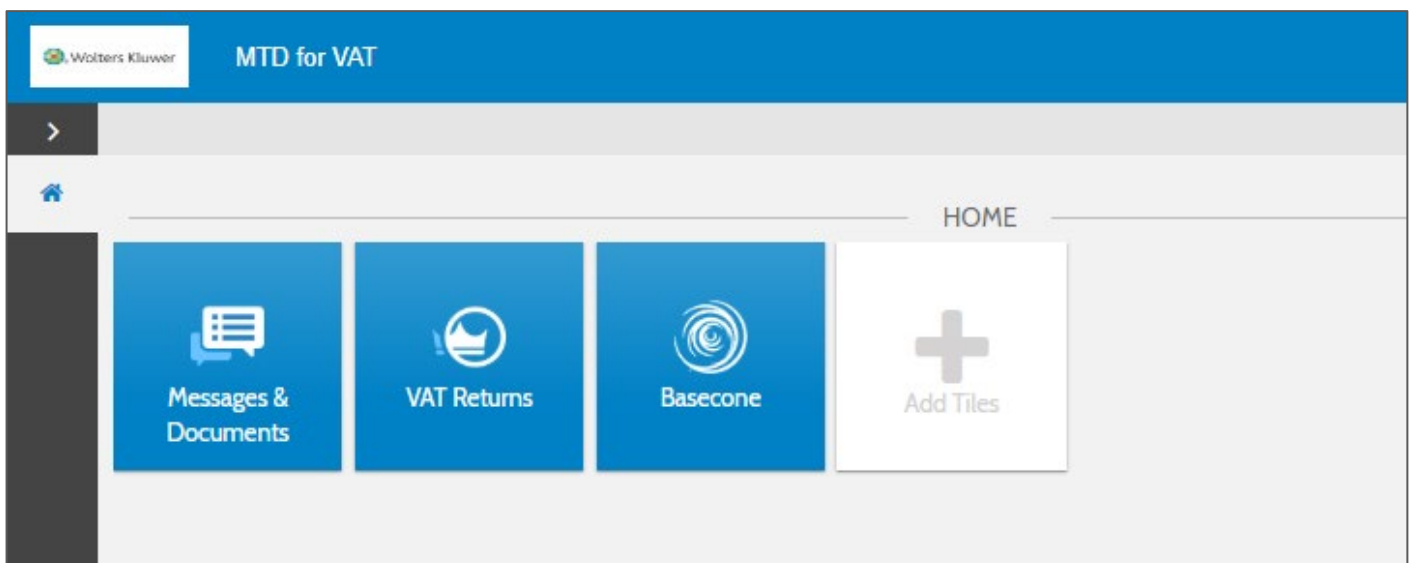 Wolters Kluwer
MTD for VAT
HOME
Messages &
Documents
VAT Returns
Basecone
Add Tiles